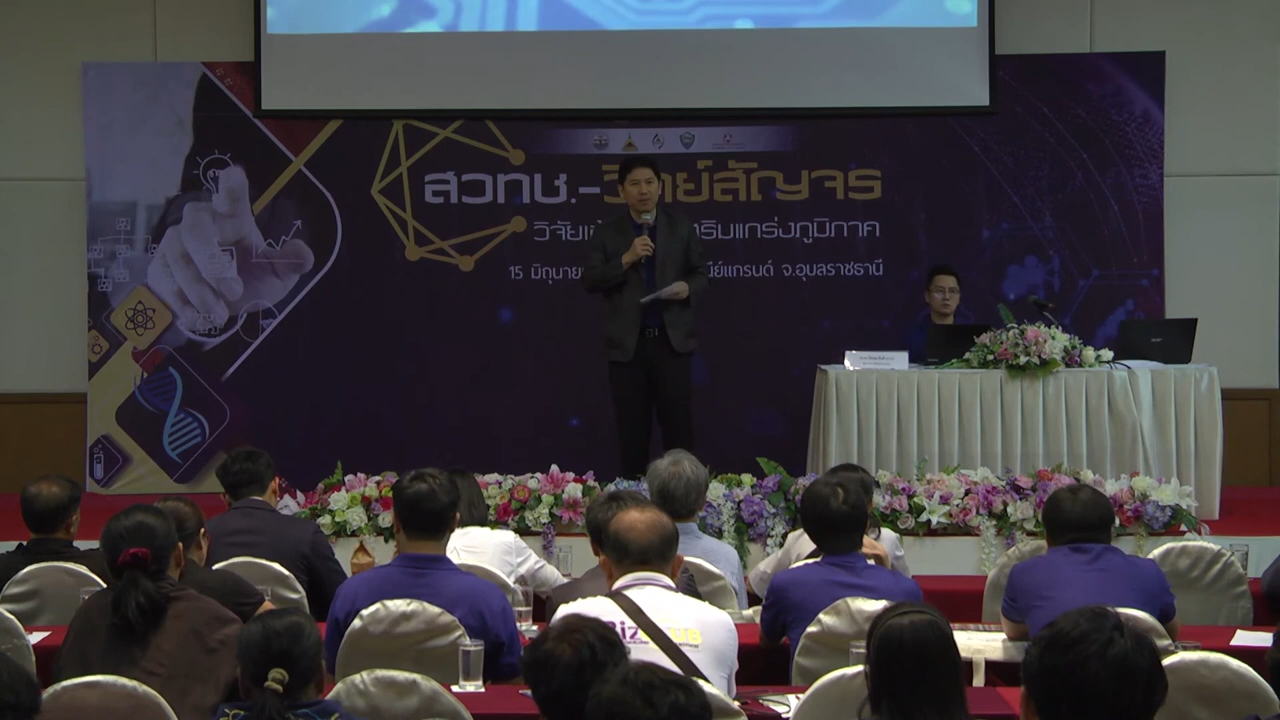 สวทช.-วิทย์สัญจร
วิจัยเ ริมแกร่งภูมิภาค
15 มิถุนาย นีย์แกรนด์ จ.อุบลราชธานี
acer